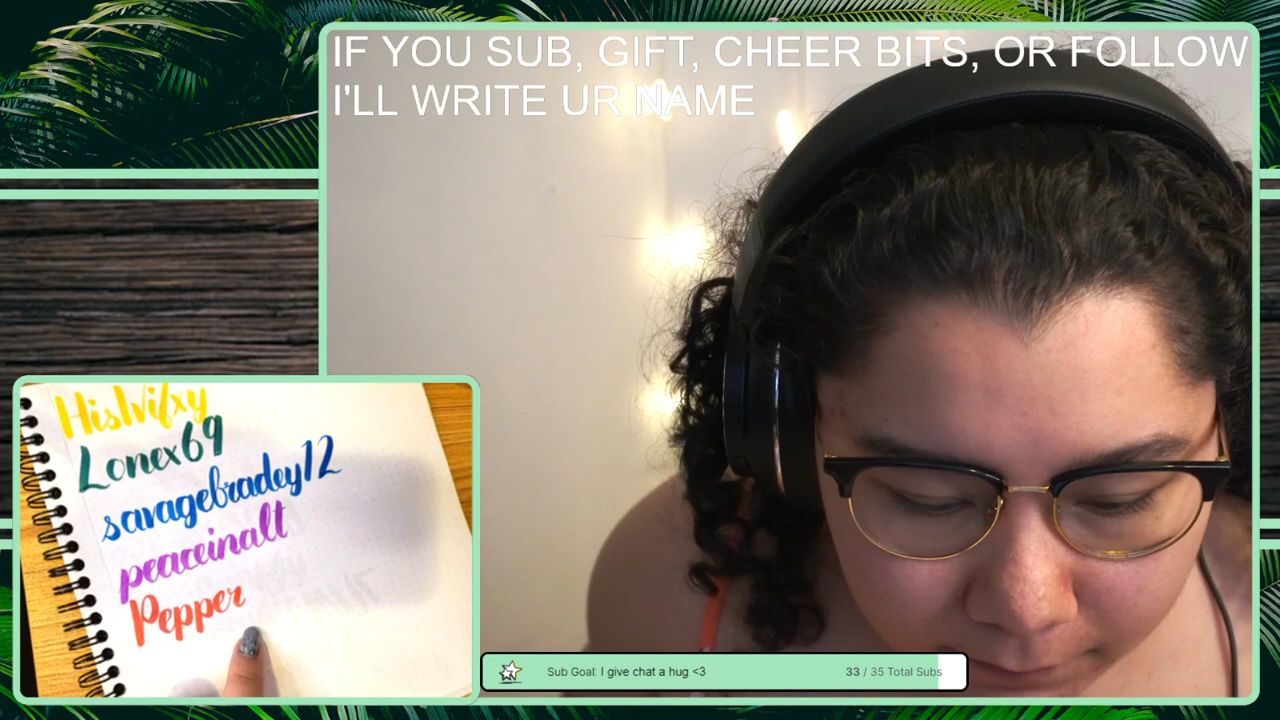 IF YOU SUB, GIFT, CHEER BITS, OR FOLLOW
I'LL WRITE UR NAME
Hislvifxy
Lonex69
savagebradey12
peaceinalt
Pepper
Sub Goal: I give chat a hug <3
33 / 35 Total Subs